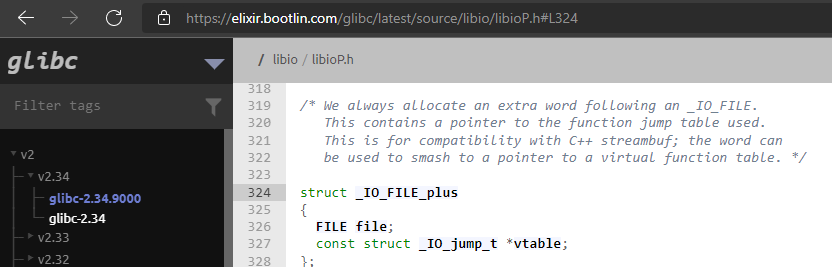 https://elixir.bootlin.com/glibc/latest/source/libio/libioP.h#L324
glibc
/ libio / libioP.h
Filter tags
v2
v2.34
glibc-2.34.9000
glibc-2.34
v2.33
v2.32
318
319 /* We always allocate an extra word following an _IO_FILE.
320 This contains a pointer to the function jump table used.
321 This is for compatibility with C++ streambuf; the word can
322 be used to smash to a pointer to a virtual function table. */
323
324 struct _IO_FILE_plus
325 {
326 FILE file;
327 const struct _IO_jump_t *vtable;
328 };